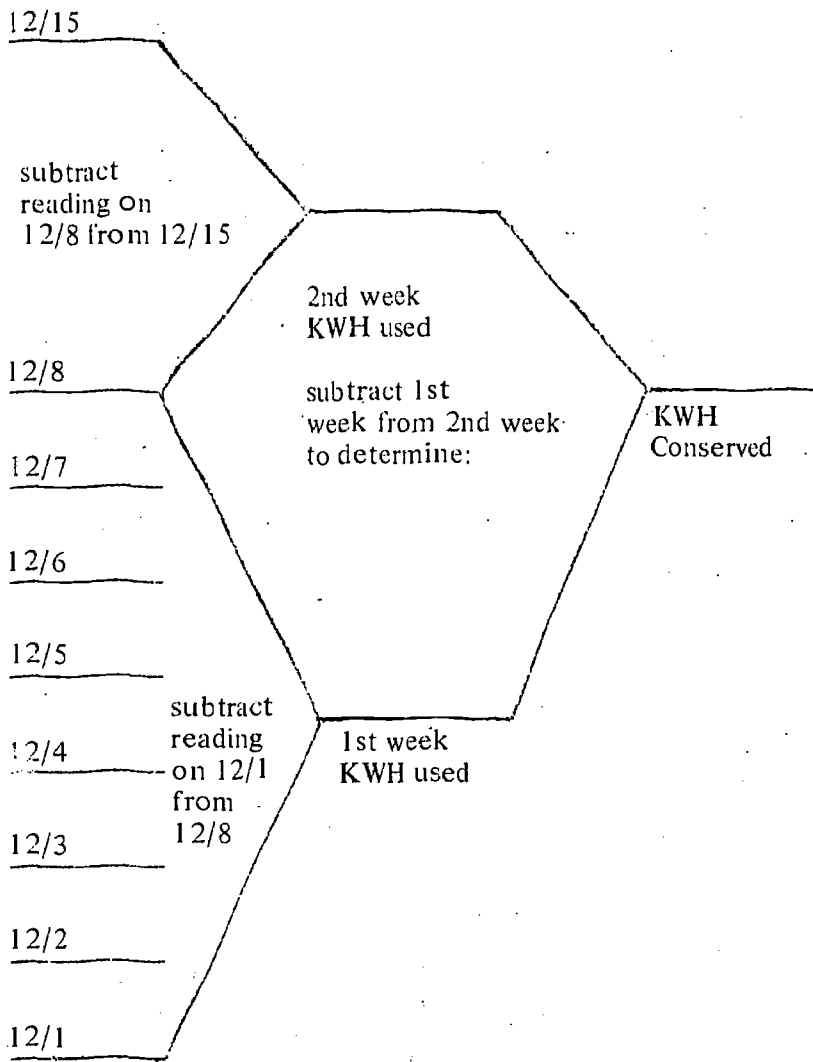 12/15
subtract
reading on
12/8 from 12/15
2nd week
KWH used
12/8
subtract 1st
week from 2nd week
to determine:
KWH
Conserved
12/7
12/6
12/5
subtract
reading
on 12/1
from
12/8
1st week
KWH used
12/4
12/3
12/2
12/1